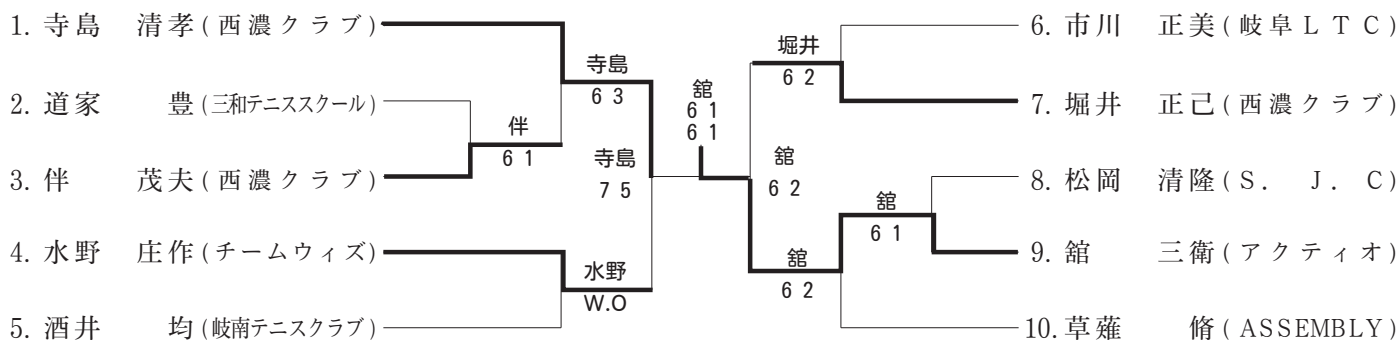 1. 寺島 清孝(西濃クラブ)
2. 道家 豊(三和テニススクール)
3. 伴 茂夫(西濃クラブ)
4. 水野 庄作(チームウィズ)
5. 酒井 均(岐南テニスクラブ)
伴
6 1
寺島
6 3
水野
W.O
寺島
7 5
舘
6 1
6 1
堀井
6 2
舘
6 2
舘
6 1
舘
6 2
6. 市川 正美(岐阜LTC)
7. 堀井 正己(西濃クラブ)
8. 松岡 清隆(S. J. C)
9. 舘 三衛(アクティオ)
10. 草薙 脩(ASSEMBLY)